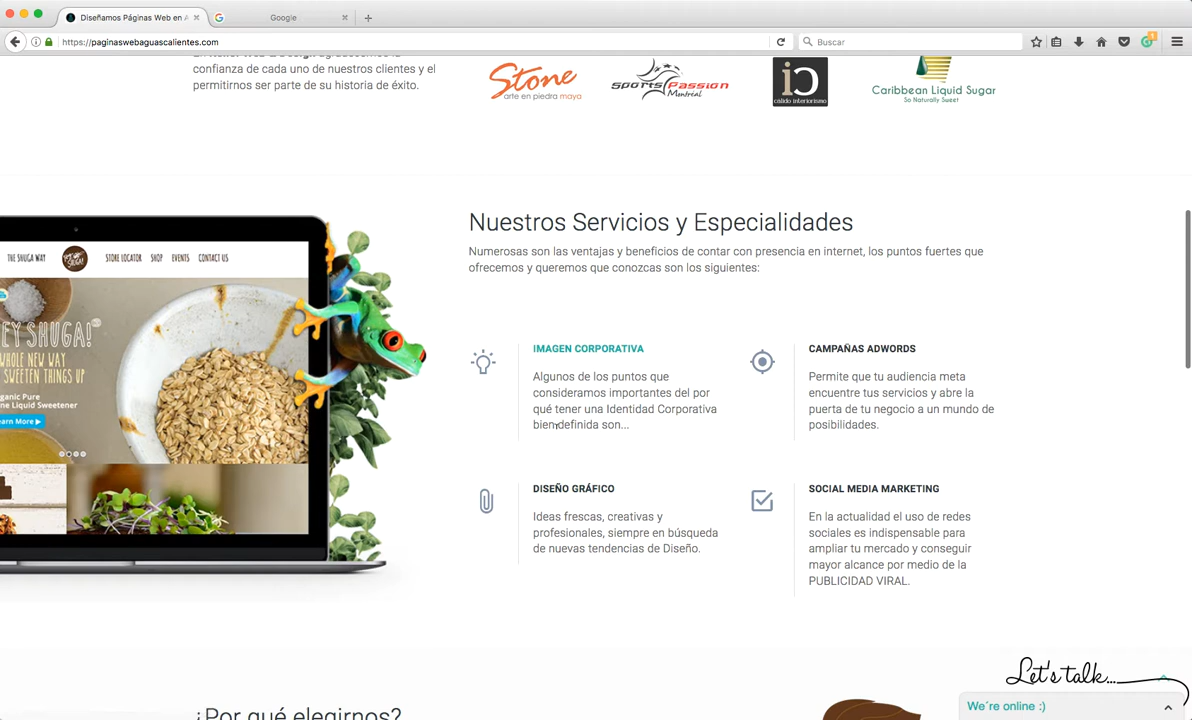 Diseñamos Páginas Web en A
Google
https://paginaswebaguascalientes.com
Buscar
1
confianza de cada uno de nuestros clientes y el
permitirnos ser parte de su historia de éxito.
Stone
arte en piedra maya
Sports Passion
Montréal
ic
cálido interiorismo
Caribbean Liquid Sugar
So Naturally Sweet
THE SHUGA WAY
STORE LOCATOR
SHOP
EVENTS
CONTACT US
EY SHUGA!
WHOLE NEW WAY
SWEETEN THINGS UP
ganic Pure
ne Liquid Sweetener
earn More
Nuestros Servicios y Especialidades
Numerosas son las ventajas y beneficios de contar con presencia en internet, los puntos fuertes que
ofrecemos y queremos que conozcas son los siguientes:
IMAGEN CORPORATIVA
Algunos de los puntos que
consideramos importantes del por
qué tener una Identidad Corporativa
bien definida son...
CAMPAÑAS ADWORDS
Permite que tu audiencia meta
encuentre tus servicios y abre la
puerta de tu negocio a un mundo de
posibilidades.
DISEÑO GRÁFICO
Ideas frescas, creativas y
profesionales, siempre en búsqueda
de nuevas tendencias de Diseño.
SOCIAL MEDIA MARKETING
En la actualidad el uso de redes
sociales es indispensable para
ampliar tu mercado y conseguir
mayor alcance por medio de la
PUBLICIDAD VIRAL.
¿Por qué elegirnos?
Let's talk...
We´re online :)